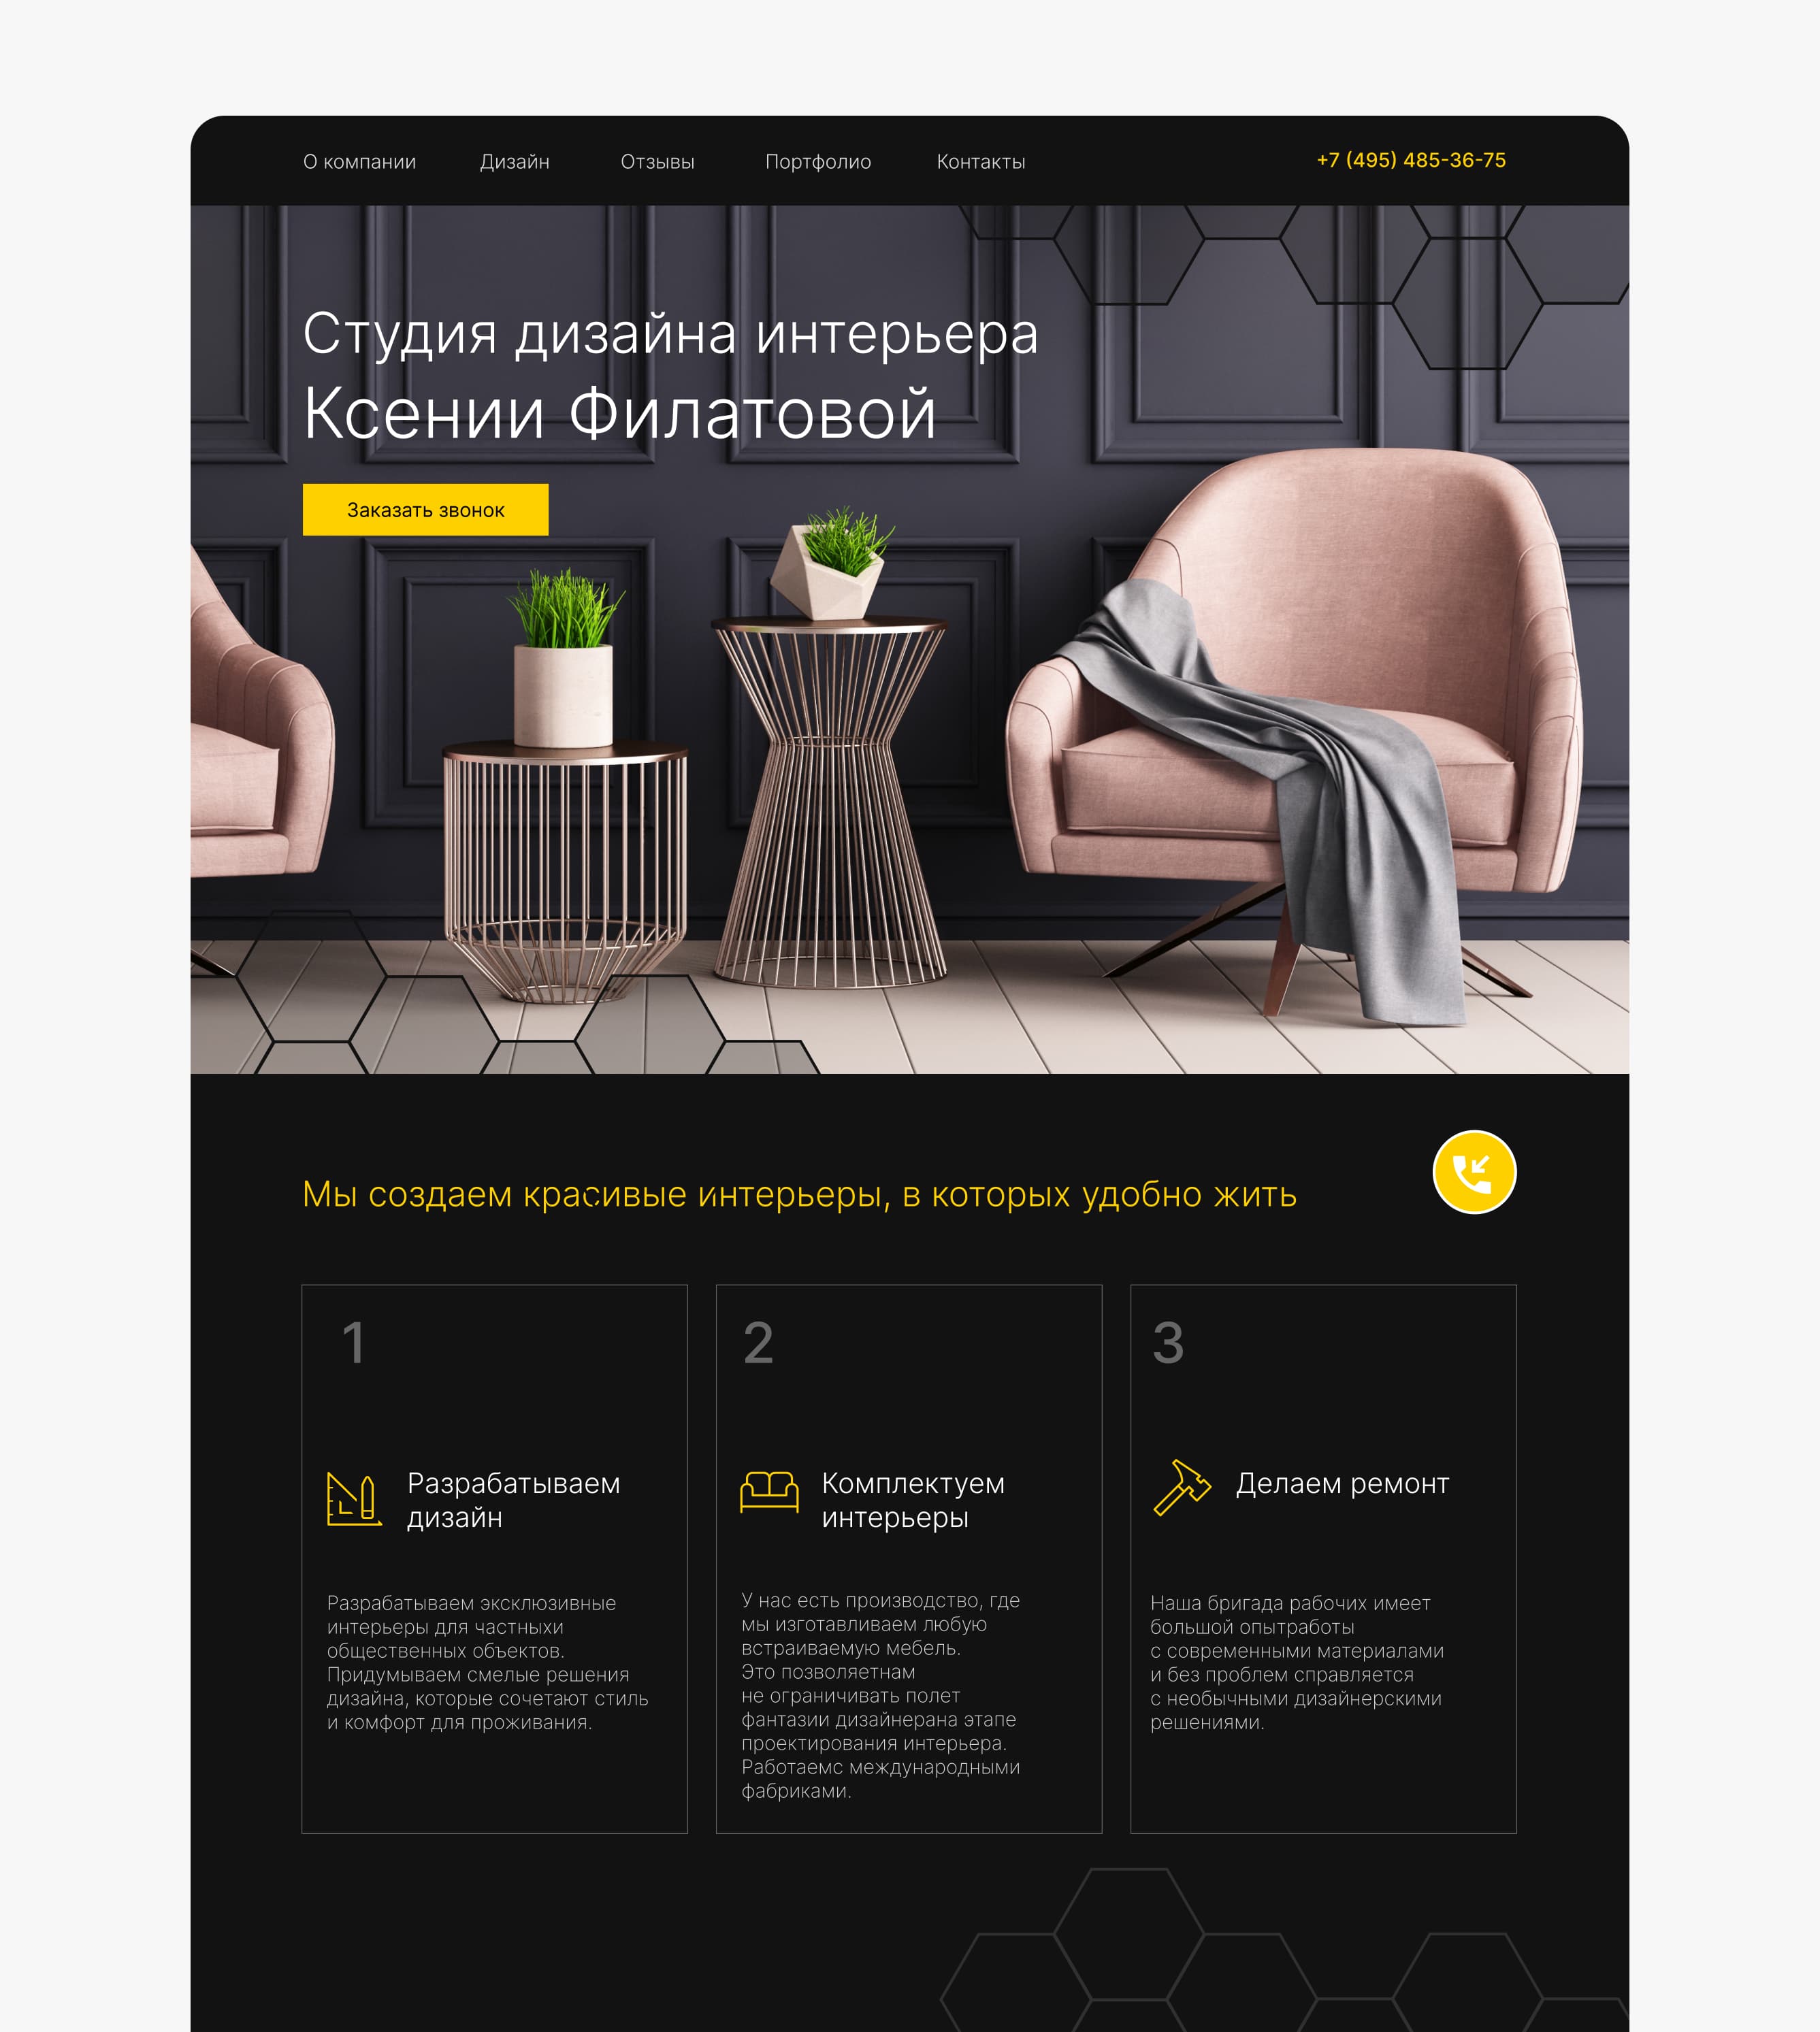 О компании Дизайн Отзывы Портфолио Контакты +7 (495) 485-36-75
Студия дизайна интерьера
Ксении Филатовой
Заказать звонок
Мы создаем красивые интерьеры, в которых удобно жить
1
Разрабатываем
дизайн
Разрабатываем эксклюзивные
интерьеры для частныхи
общественных объектов.
Придумываем смелые решения
дизайна, которые сочетают стиль
и комфорт для проживания.
2
Комплектуем
интерьеры
У нас есть производство, где
мы изготавливаем любую
встраиваемую мебель.
Это позволяетнам
не ограничивать полет
фантазии дизайнерана этапе
проектирования интерьера.
Работаемс международными
фабриками.
3
Делаем ремонт
Наша бригада рабочих имеет
большой опытработы
с современными материалами
и без проблем справляется
с необычными дизайнерскими
решениями.